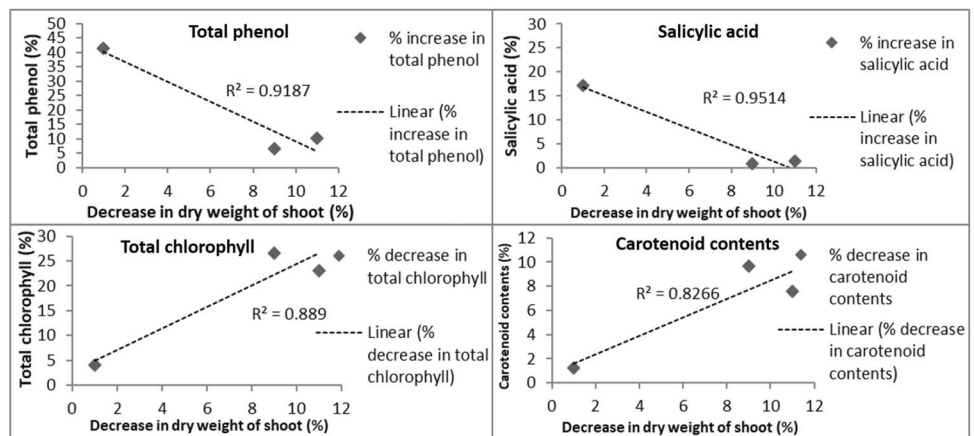 Total phenol
Total phenol (%)
50
45
40
35
30
25
20
15
10
5
0
R² = 0.9187
0 2 4 6 8 10 12
Decrease in dry weight of shoot (%)
% increase in
total phenol
Linear (%
increase in
total phenol)
Salicylic acid
Salicylic acid (%)
30
25
20
15
10
5
0
R² = 0.9514
0 2 4 6 8 10 12
Decrease in dry weight of shoot (%)
% increase in
salicylic acid
Linear (%
increase in
salicylic acid)
Total chlorophyll
Total chlorophyll (%)
30
25
20
15
10
5
0
R² = 0.889
0 2 4 6 8 10 12
Decrease in dry weight of shoot (%)
% decrease in
total chlorophyll
Linear (%
decrease in total
chlorophyll)
Carotenoid contents
Carotenoid contents (%)
12
10
8
6
4
2
0
R² = 0.8266
0 2 4 6 8 10 12
Decrease in dry weight of shoot (%)
% decrease in
carotenoid
contents
Linear (% decrease
in carotenoid
contents)